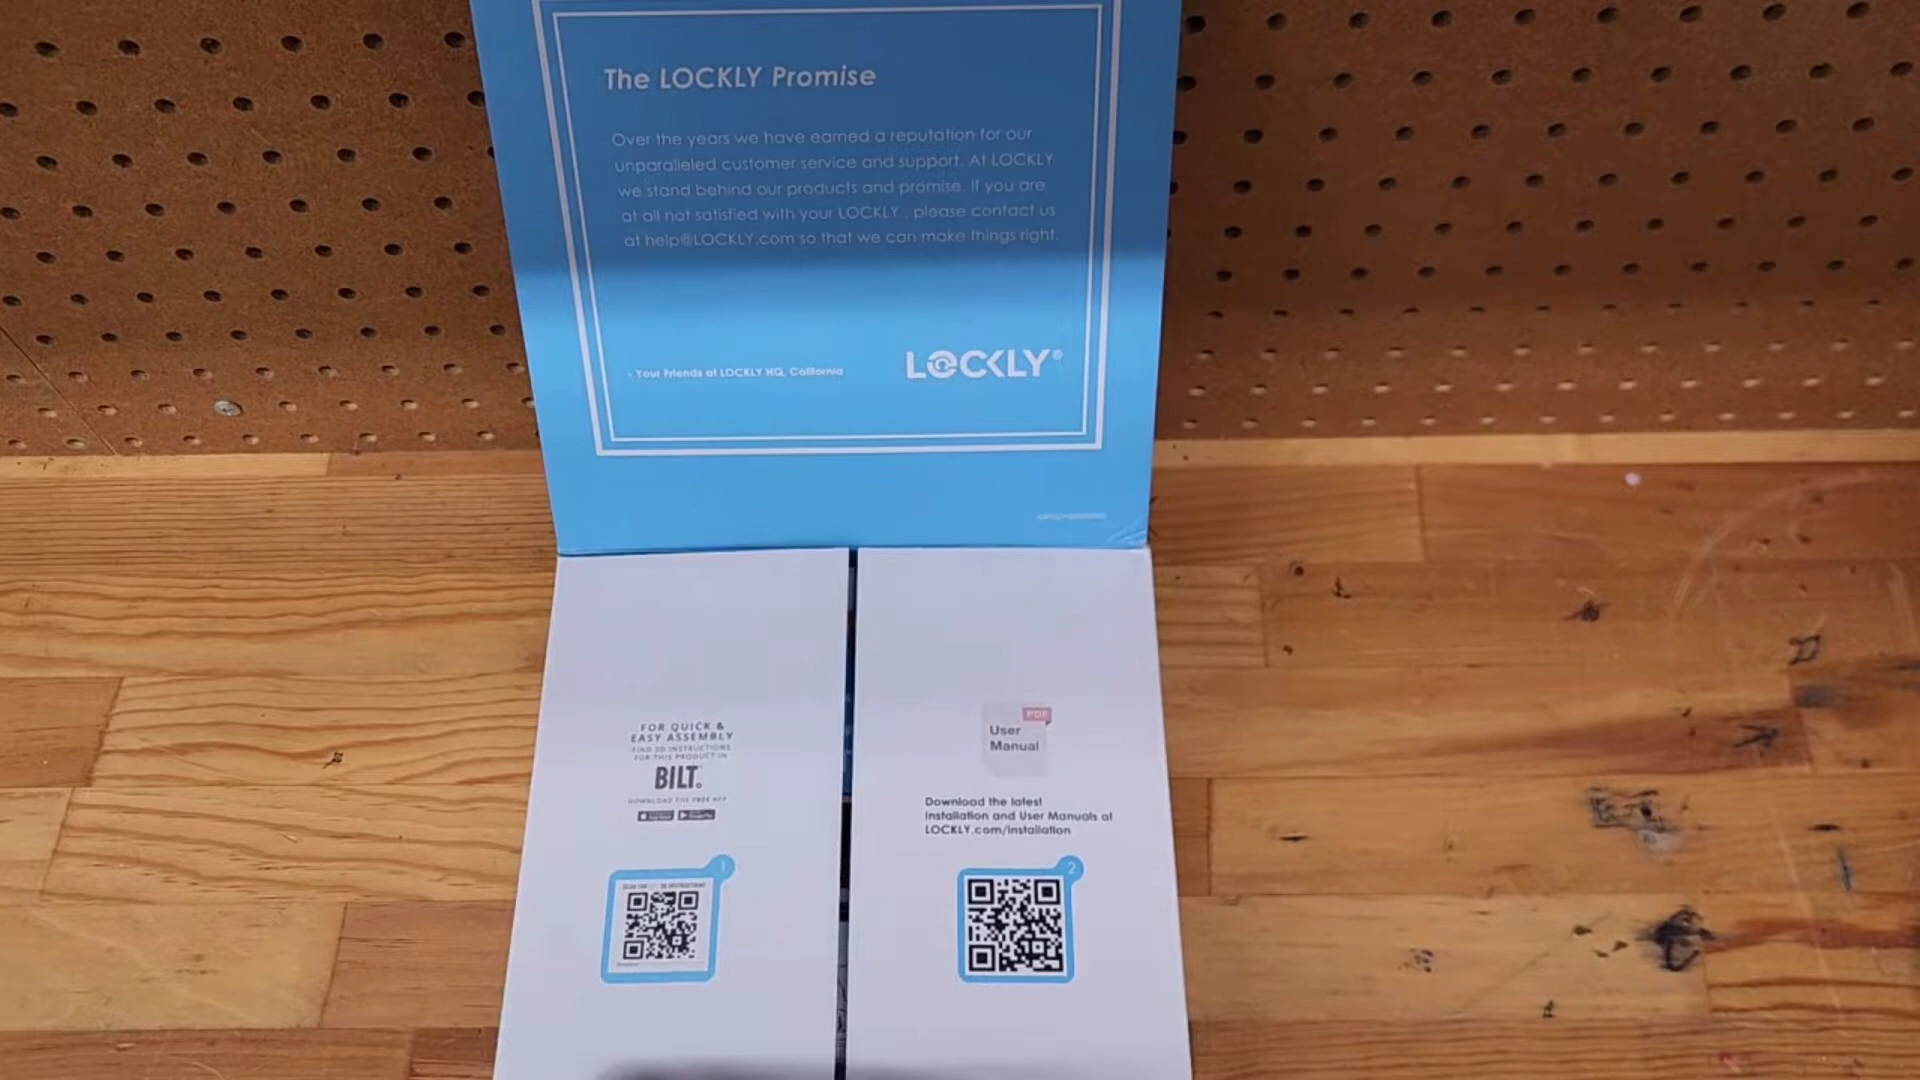 The LOCKLY Promise
Over the years we have earned a reputation for our
unparalleled customer service and support. At LOCKLY
we stand behind our products and promise. If you are
at all not satisfied with your LOCKLY , please contact us
at help@LOCKLY.com so that we can make things right.
- Your Friends at LOCKLY HQ, California
LOCKLY®
FOR QUICK &
EASY ASSEMBLY
FIND 3D INSTRUCTIONS
FOR THIS PRODUCT IN
BILT
DOWNLOAD THE FREE APP
1
PDF
User
Manual
Download the latest
Installation and User Manuals at
LOCKLY.com/installation
2